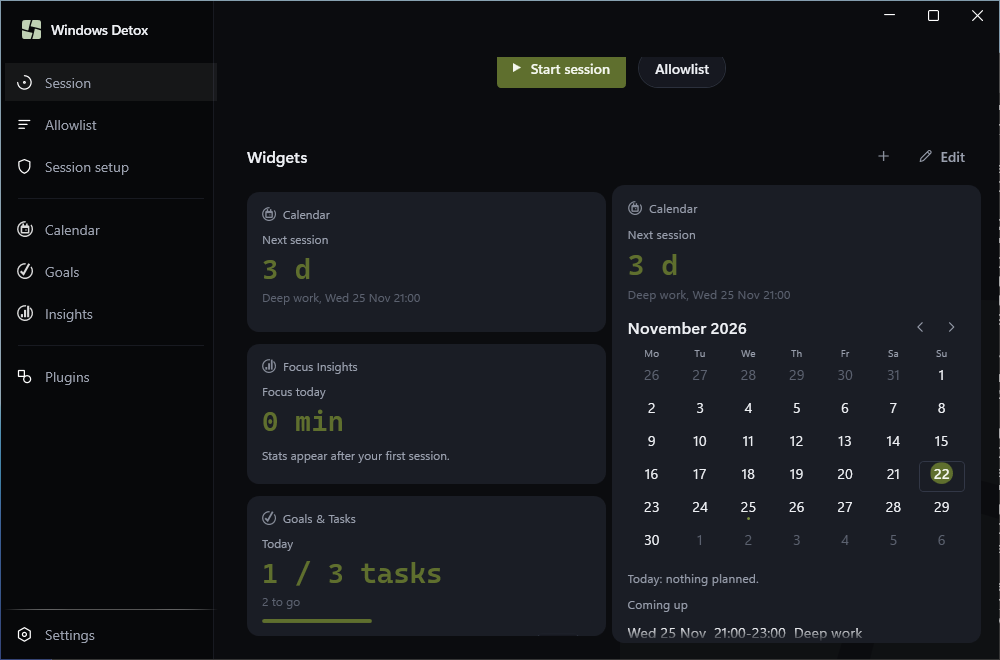 Windows Detox
Session
Allowlist
Session setup
Calendar
Goals
Insights
Plugins
Settings
Start session
Allowlist
Widgets
Edit
Calendar
Next session
3 d
Deep work, Wed 25 Nov 21:00
Focus Insights
Focus today
0 min
Stats appear after your first session.
Goals & Tasks
Today
1 / 3 tasks
2 to go
Calendar
Next session
3 d
Deep work, Wed 25 Nov 21:00
November 2026
Mo Tu We Th Fr Sa Su
26 27 28 29 30 31 1
2 3 4 5 6 7 8
9 10 11 12 13 14 15
16 17 18 19 20 21 22
23 24 25 26 27 28 29
30 1 2 3 4 5 6
Today: nothing planned.
Coming up
Wed 25 Nov 21:00-23:00 Deep work